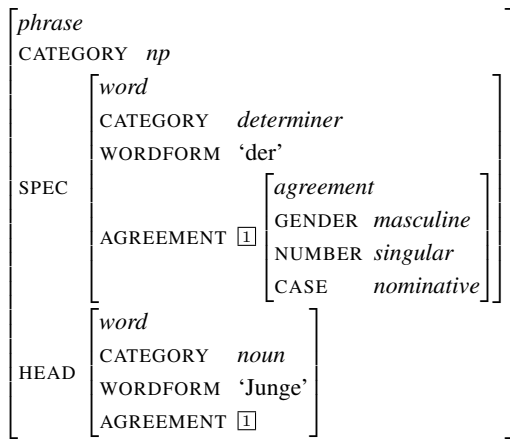 phrase
CATEGORY np
word
CATEGORY determiner
WORDFORM ‘der’
SPEC
agreement
GENDER masculine
AGREEMENT 1
NUMBER singular
CASE nominative
word
CATEGORY noun
HEAD
WORDFORM ‘Junge’
AGREEMENT 1